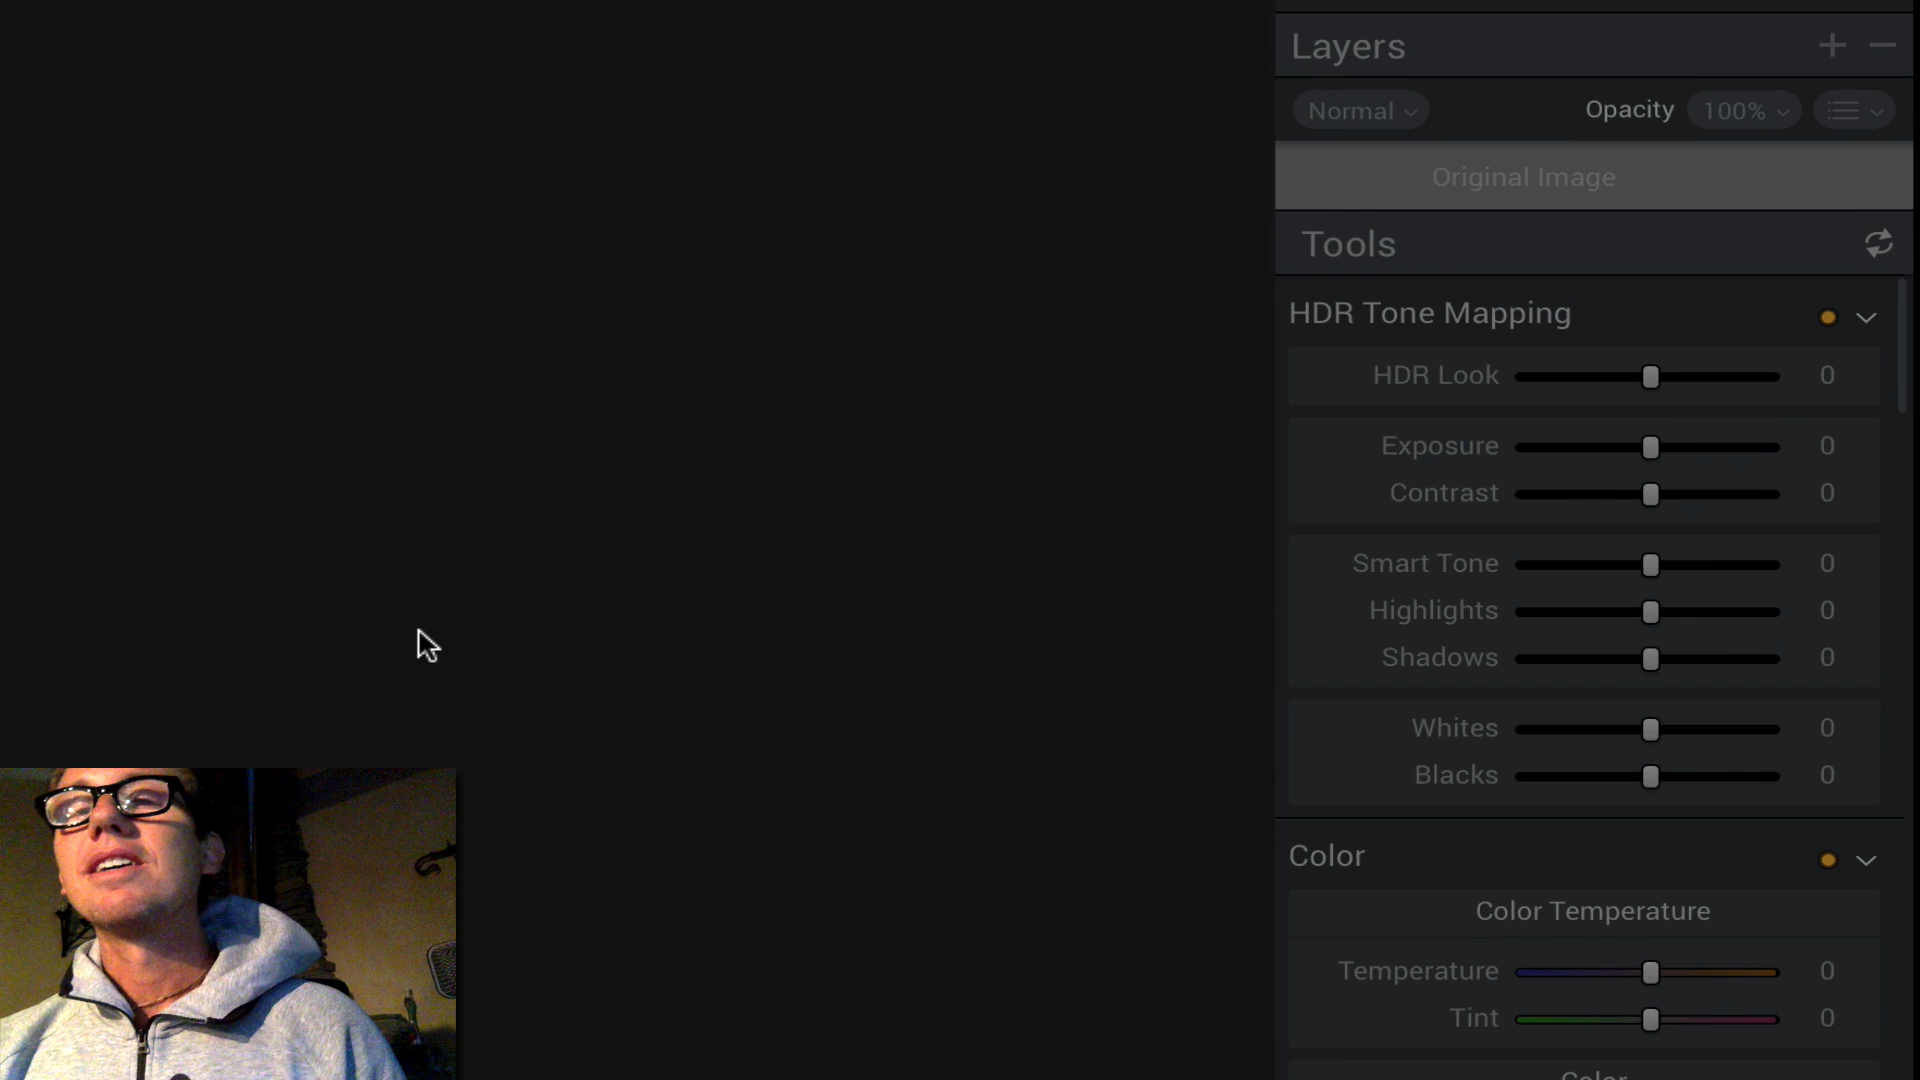 Layers
Normal Opacity 100%
Original Image
Tools
HDR Tone Mapping
HDR Look 0
Exposure 0
Contrast 0
Smart Tone 0
Highlights 0
Shadows 0
Whites 0
Blacks 0
Color
Color Temperature
Temperature 0
Tint 0
Color